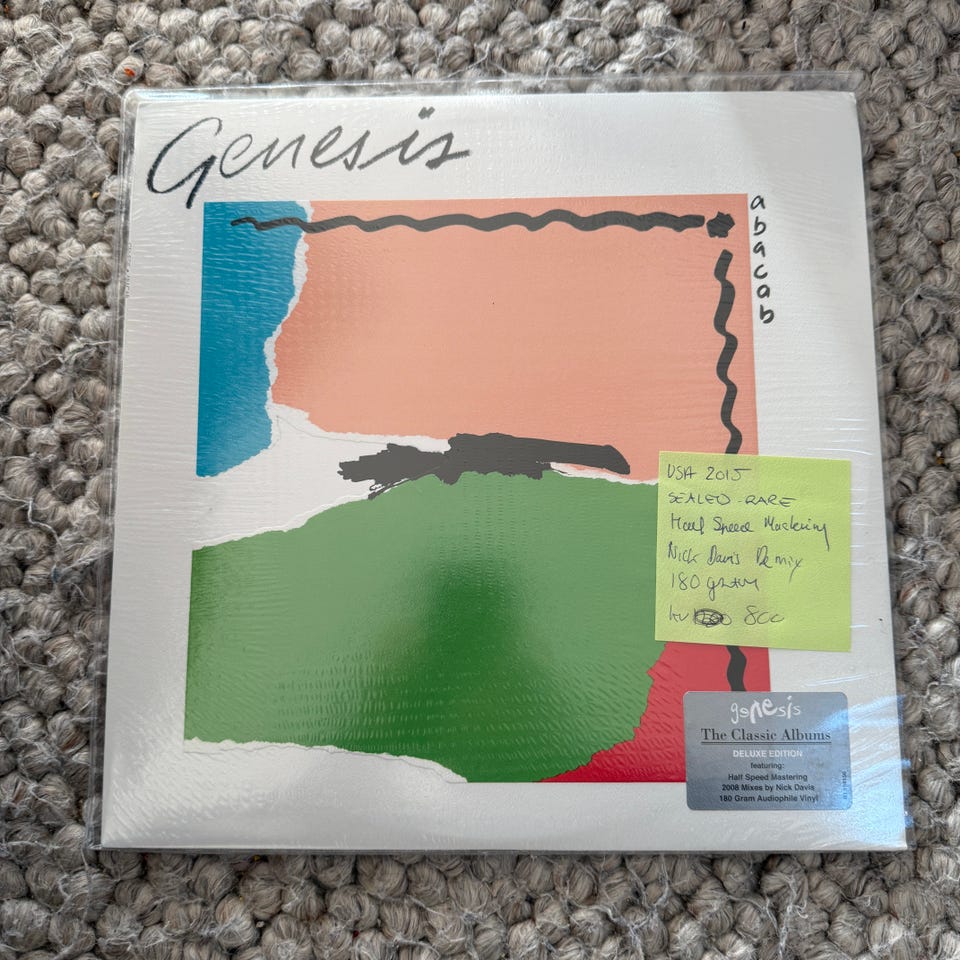 Genesis
abacab
USA 2015
SEALED - RARE
Half Speed Mastering
Nick Davis Remix
180 gram
kr 800
genesis
The Classic Albums
DELUXE EDITION
featuring:
Half Speed Mastering
2008 Mixes by Nick Davis
180 Gram Audiophile Vinyl